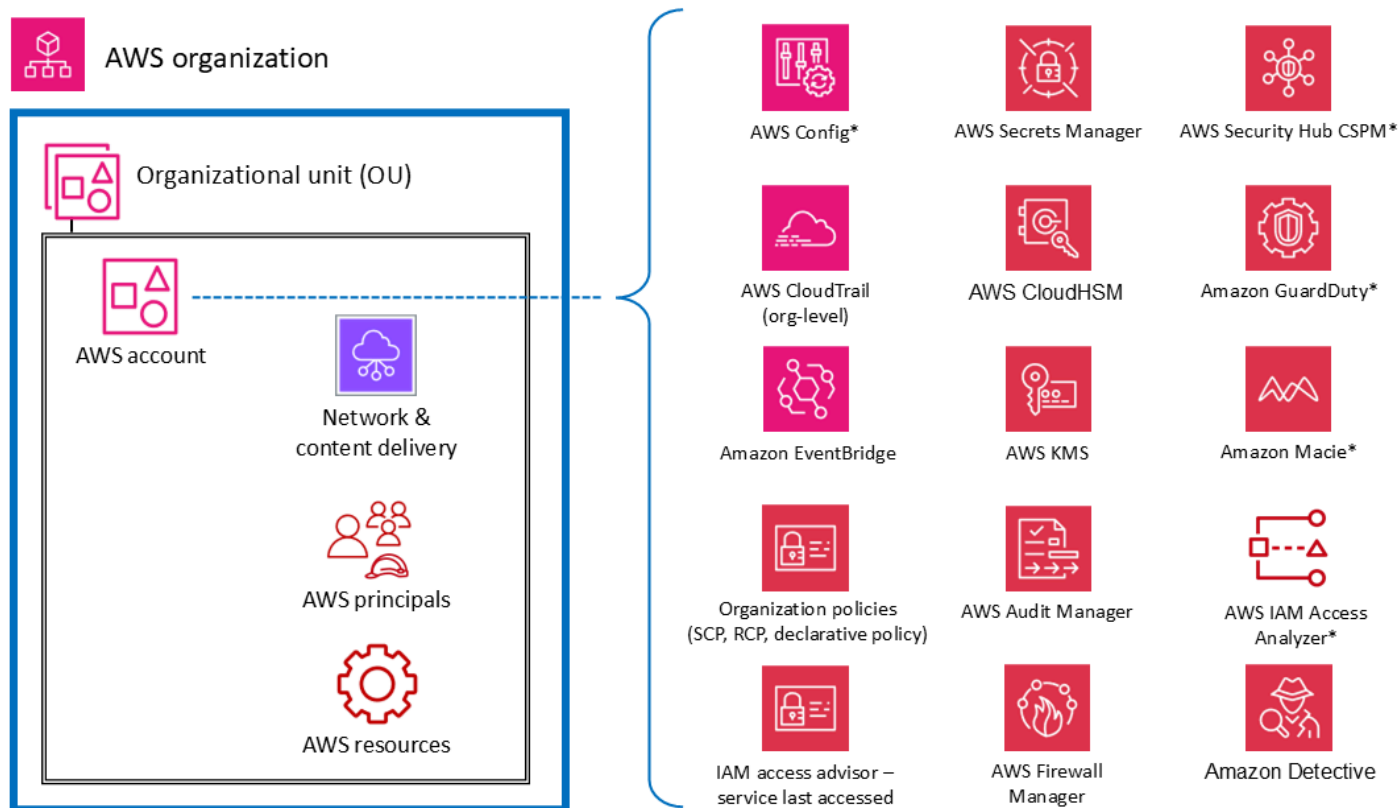 AWS organization
Organizational unit (OU)
AWS account
Network &
content delivery
AWS principals
AWS resources
AWS Config*
AWS Secrets Manager
AWS Security Hub CSPM*
AWS CloudTrail
(org-level)
AWS CloudHSM
Amazon GuardDuty*
Amazon EventBridge
AWS KMS
Amazon Macie*
Organization policies
(SCP, RCP, declarative policy)
AWS Audit Manager
AWS IAM Access
Analyzer*
IAM access advisor –
service last accessed
AWS Firewall
Manager
Amazon Detective